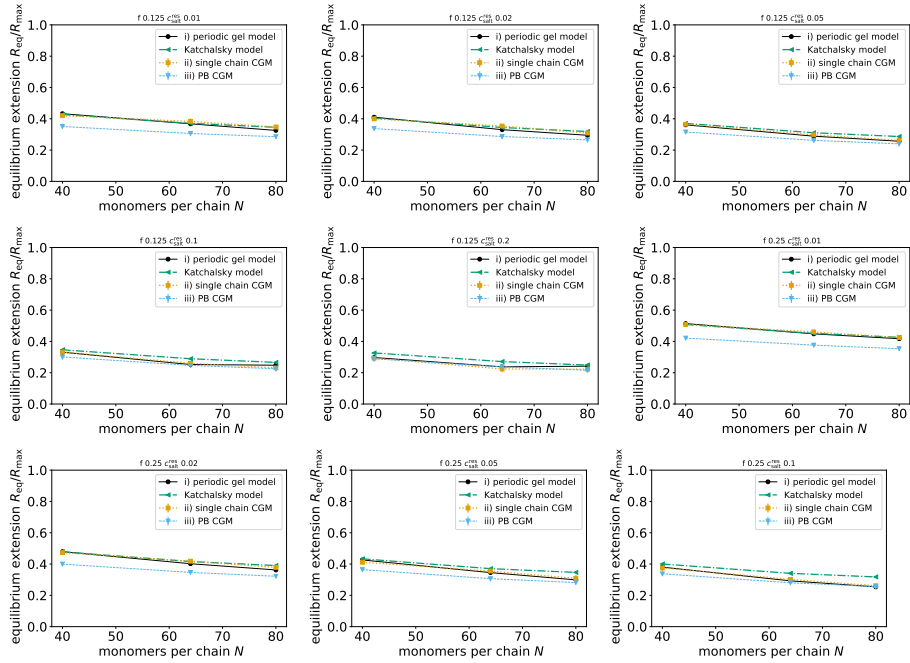 f 0.125 c_salt^res 0.01
equilibrium extension R_eq/R_max
1.0
0.8
0.6
0.4
0.2
0.0
i) periodic gel model
Katchalsky model
ii) single chain CGM
iii) PB CGM
40 50 60 70 80
monomers per chain N
f 0.125 c_salt^res 0.02
equilibrium extension R_eq/R_max
1.0
0.8
0.6
0.4
0.2
0.0
i) periodic gel model
Katchalsky model
ii) single chain CGM
iii) PB CGM
40 50 60 70 80
monomers per chain N
f 0.125 c_salt^res 0.05
equilibrium extension R_eq/R_max
1.0
0.8
0.6
0.4
0.2
0.0
i) periodic gel model
Katchalsky model
ii) single chain CGM
iii) PB CGM
40 50 60 70 80
monomers per chain N
f 0.125 c_salt^res 0.1
equilibrium extension R_eq/R_max
1.0
0.8
0.6
0.4
0.2
0.0
i) periodic gel model
Katchalsky model
ii) single chain CGM
iii) PB CGM
40 50 60 70 80
monomers per chain N
f 0.125 c_salt^res 0.2
equilibrium extension R_eq/R_max
1.0
0.8
0.6
0.4
0.2
0.0
i) periodic gel model
Katchalsky model
ii) single chain CGM
iii) PB CGM
40 50 60 70 80
monomers per chain N
f 0.25 c_salt^res 0.01
equilibrium extension R_eq/R_max
1.0
0.8
0.6
0.4
0.2
0.0
i) periodic gel model
Katchalsky model
ii) single chain CGM
iii) PB CGM
40 50 60 70 80
monomers per chain N
f 0.25 c_salt^res 0.02
equilibrium extension R_eq/R_max
1.0
0.8
0.6
0.4
0.2
0.0
i) periodic gel model
Katchalsky model
ii) single chain CGM
iii) PB CGM
40 50 60 70 80
monomers per chain N
f 0.25 c_salt^res 0.05
equilibrium extension R_eq/R_max
1.0
0.8
0.6
0.4
0.2
0.0
i) periodic gel model
Katchalsky model
ii) single chain CGM
iii) PB CGM
40 50 60 70 80
monomers per chain N
f 0.25 c_salt^res 0.1
equilibrium extension R_eq/R_max
1.0
0.8
0.6
0.4
0.2
0.0
i) periodic gel model
Katchalsky model
ii) single chain CGM
iii) PB CGM
40 50 60 70 80
monomers per chain N